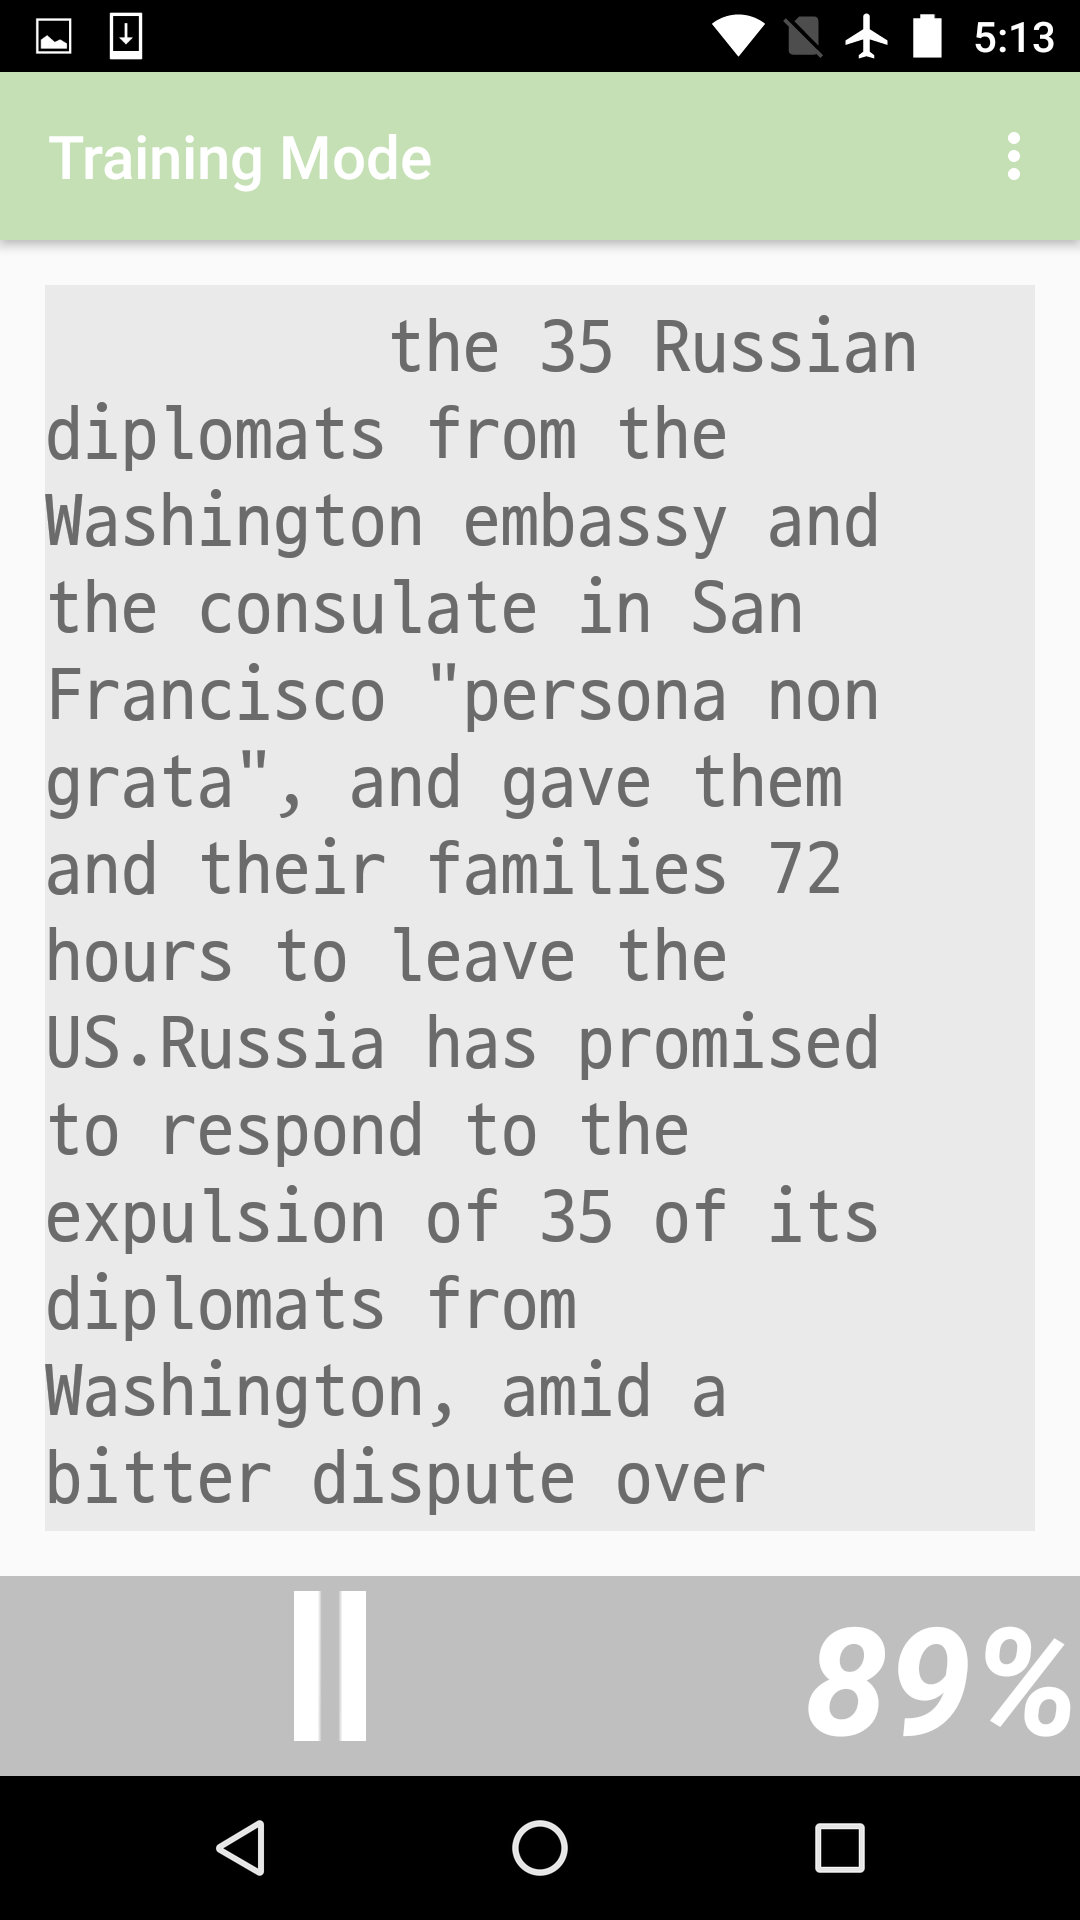 5:13
Training Mode
the 35 Russian
diplomats from the
Washington embassy and
the consulate in San
Francisco "persona non
grata", and gave them
and their families 72
hours to leave the
US.Russia has promised
to respond to the
expulsion of 35 of its
diplomats from
Washington, amid a
bitter dispute over
89%